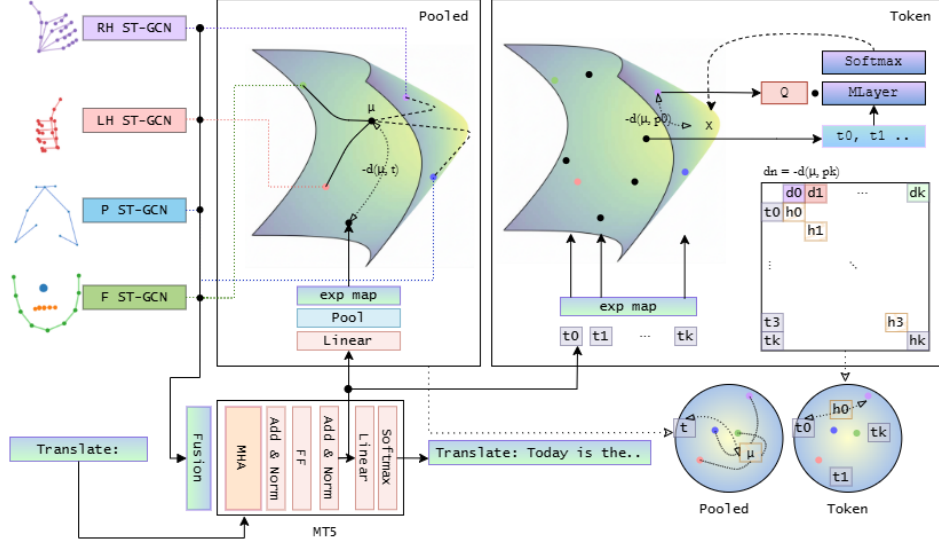 RH ST-GCN
LH ST-GCN
P ST-GCN
F ST-GCN
Pooled
μ
-d(μ, t)
exp map
Pool
Linear
Token
Softmax
Q
MLayer
t0, t1 ..
-d(μ, p0)
X
exp map
t0 t1 ... tk
dn = -d(μ, pk)
d0 d1 ... dk
t0 h0
h1
⋮ ⋱
t3 h3
tk hk
Translate:
Fusion
MHA
Add & Norm
FF
Add & Norm
Linear
Softmax
MT5
Translate: Today is the..
t
μ
Pooled
h0
t0
tk
t1
Token